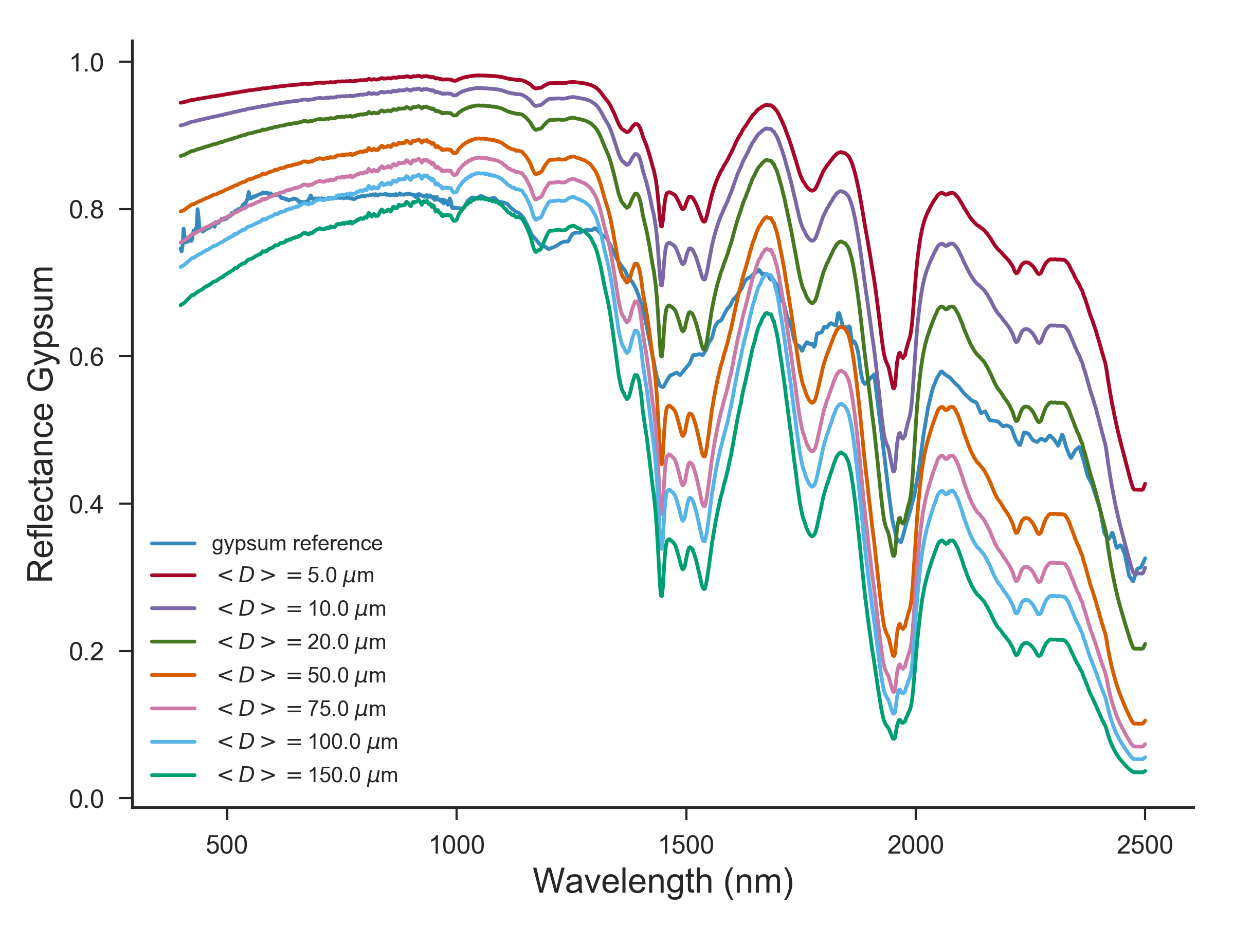 Reflectance Gypsum
1.0
0.8
0.6
0.4
0.2
0.0
gypsum reference
<D> = 5.0 μm
<D> = 10.0 μm
<D> = 20.0 μm
<D> = 50.0 μm
<D> = 75.0 μm
<D> = 100.0 μm
<D> = 150.0 μm
500 1000 1500 2000 2500
Wavelength (nm)